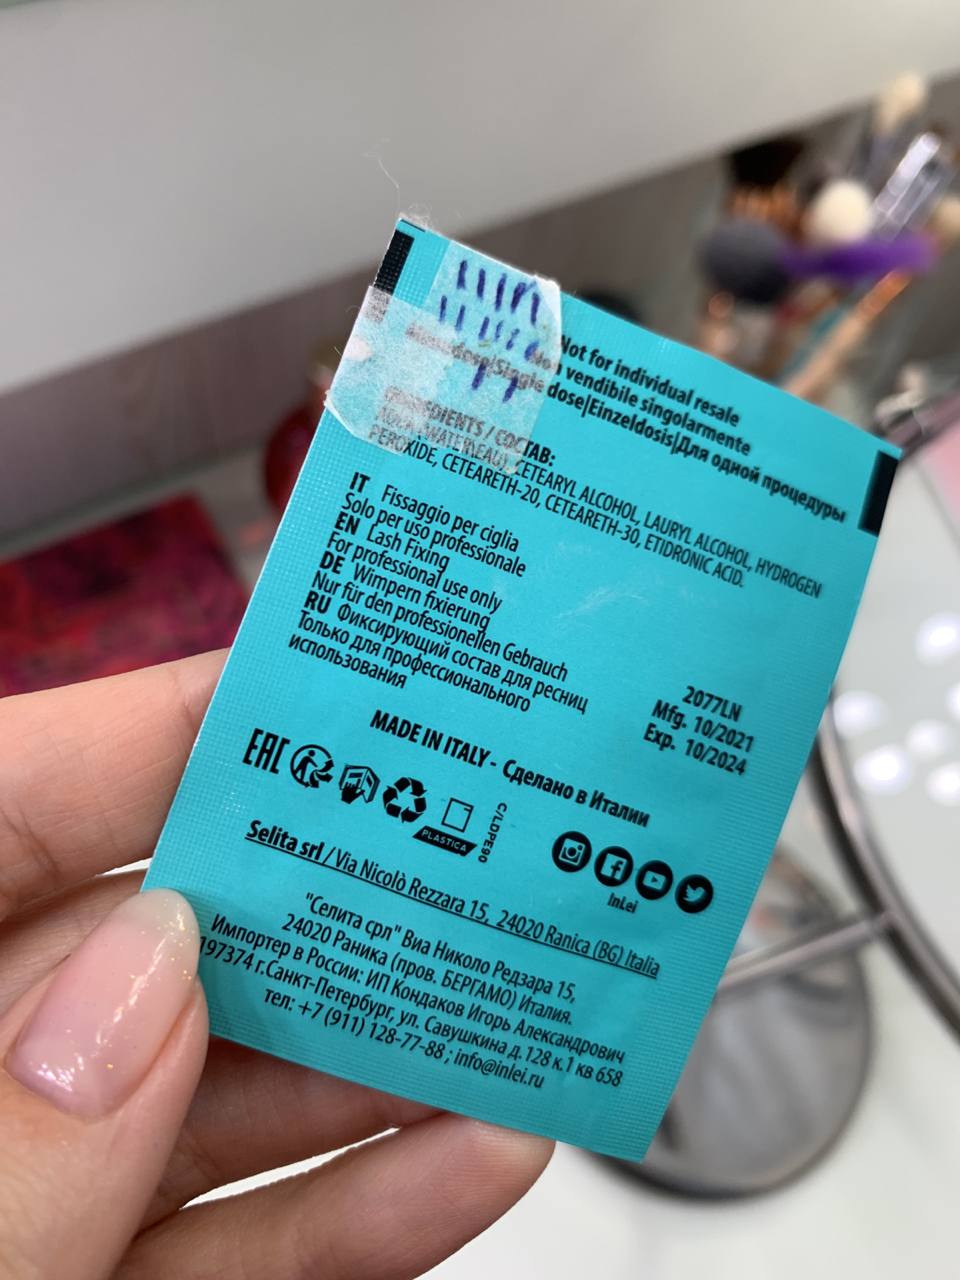 Not for individual resale
vendibile singolarmente
Single dose|Einzeldosis|Для одной процедуры
INGREDIENTS / СОСТАВ:
AQUA (WATER/EAU), CETEARYL ALCOHOL, LAURYL ALCOHOL, HYDROGEN
PEROXIDE, CETEARETH-20, CETEARETH-30, ETIDRONIC ACID.
IT Fissaggio per ciglia
Solo per uso professionale
EN Lash Fixing
For professional use only
DE Wimpern fixierung
Nur für den professionellen Gebrauch
RU Фиксирующий состав для ресниц
Только для профессионального
использования
2077LN
Mfg. 10/2021
Exp. 10/2024
MADE IN ITALY - Сделано в Италии
EAC
PLASTICA
C/LDPE90
InLei
Selita srl / Via Nicolò Rezzara 15, 24020 Ranica (BG) Italia
"Селита срл" Виа Николо Редзара 15,
24020 Раника (пров. БЕРГАМО) Италия.
Импортер в России: ИП Кондаков Игорь Александрович
197374 г.Санкт-Петербург, ул. Савушкина д.128 к.1 кв 658
тел: +7 (911) 128-77-88 ; info@inlei.ru